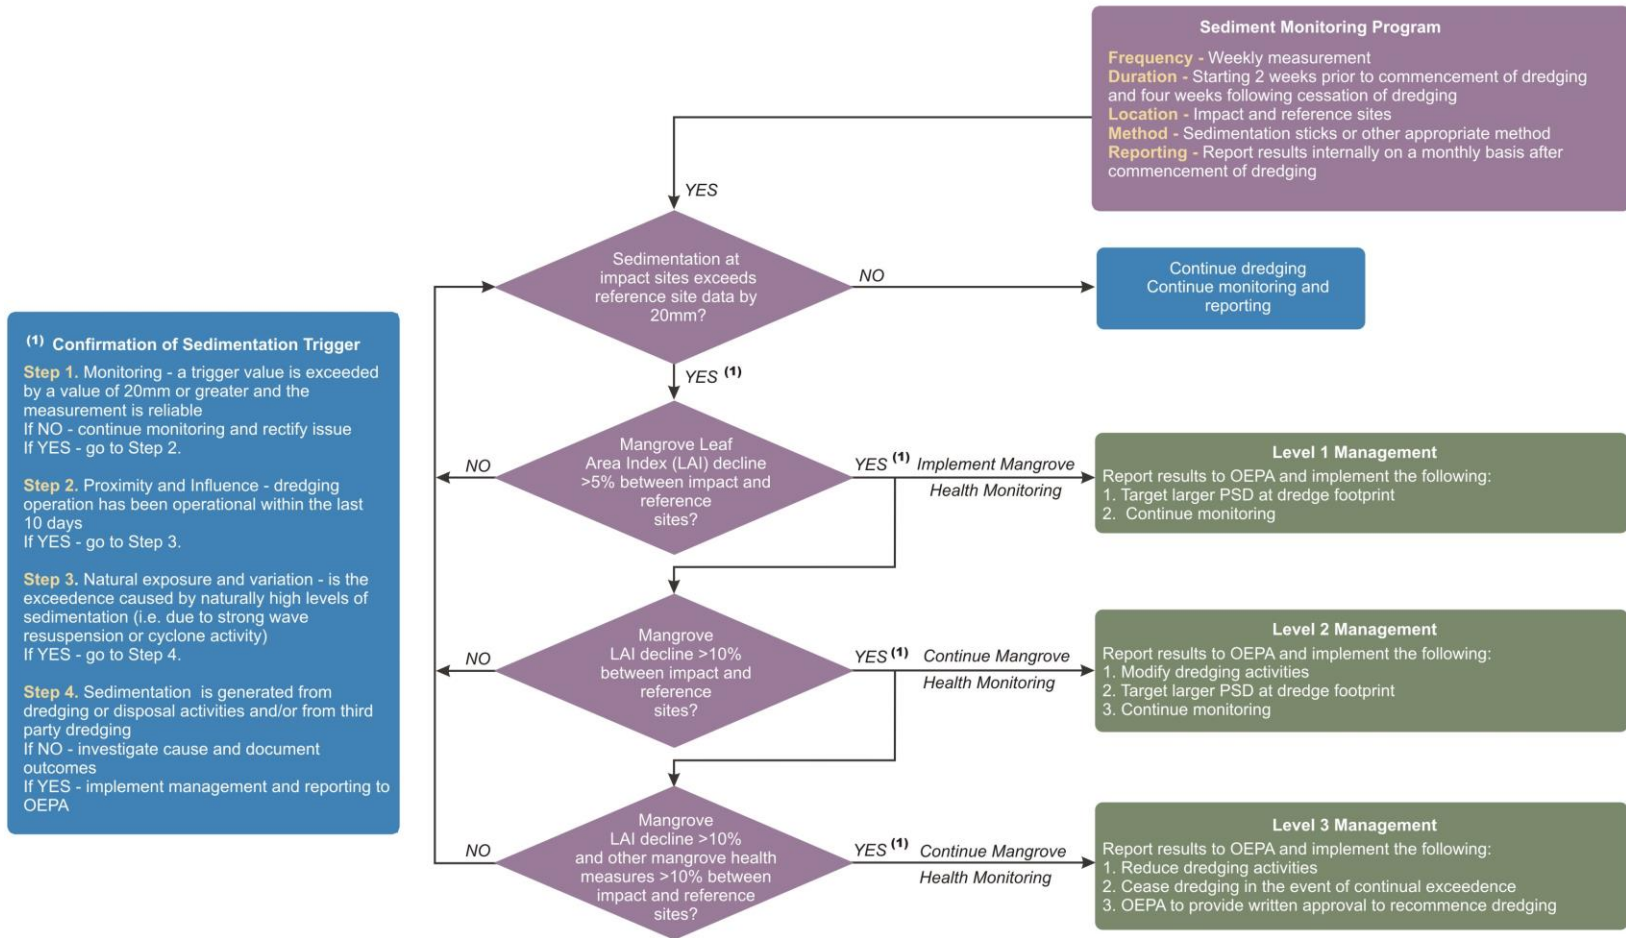 Sediment Monitoring Program
Frequency - Weekly measurement
Duration - Starting 2 weeks prior to commencement of dredging
and four weeks following cessation of dredging
Location - Impact and reference sites
Method - Sedimentation sticks or other appropriate method
Reporting - Report results internally on a monthly basis after
commencement of dredging
YES
Sedimentation at
impact sites exceeds
reference site data by
20mm?
NO
Continue dredging
Continue monitoring and
reporting
(1) Confirmation of Sedimentation Trigger
Step 1. Monitoring - a trigger value is exceeded
by a value of 20mm or greater and the
measurement is reliable
If NO - continue monitoring and rectify issue
If YES - go to Step 2.
Step 2. Proximity and Influence - dredging
operation has been operational within the last
10 days
If YES - go to Step 3.
Step 3. Natural exposure and variation - is the
exceedence caused by naturally high levels of
sedimentation (i.e. due to strong wave
resuspension or cyclone activity)
If YES - go to Step 4.
Step 4. Sedimentation is generated from
dredging or disposal activities and/or from third
party dredging
If NO - investigate cause and document
outcomes
If YES - implement management and reporting to
OEPA
YES (1)
Mangrove Leaf
Area Index (LAI) decline
>5% between impact and
reference
sites?
NO
YES (1) Implement Mangrove
Health Monitoring
Level 1 Management
Report results to OEPA and implement the following:
1. Target larger PSD at dredge footprint
2. Continue monitoring
Mangrove
LAI decline >10%
between impact and
reference
sites?
NO
YES (1) Continue Mangrove
Health Monitoring
Level 2 Management
Report results to OEPA and implement the following:
1. Modify dredging activities
2. Target larger PSD at dredge footprint
3. Continue monitoring
Mangrove
LAI decline >10%
and other mangrove health
measures >10% between
impact and reference
sites?
NO
YES (1) Continue Mangrove
Health Monitoring
Level 3 Management
Report results to OEPA and implement the following:
1. Reduce dredging activities
2. Cease dredging in the event of continual exceedence
3. OEPA to provide written approval to recommence dredging